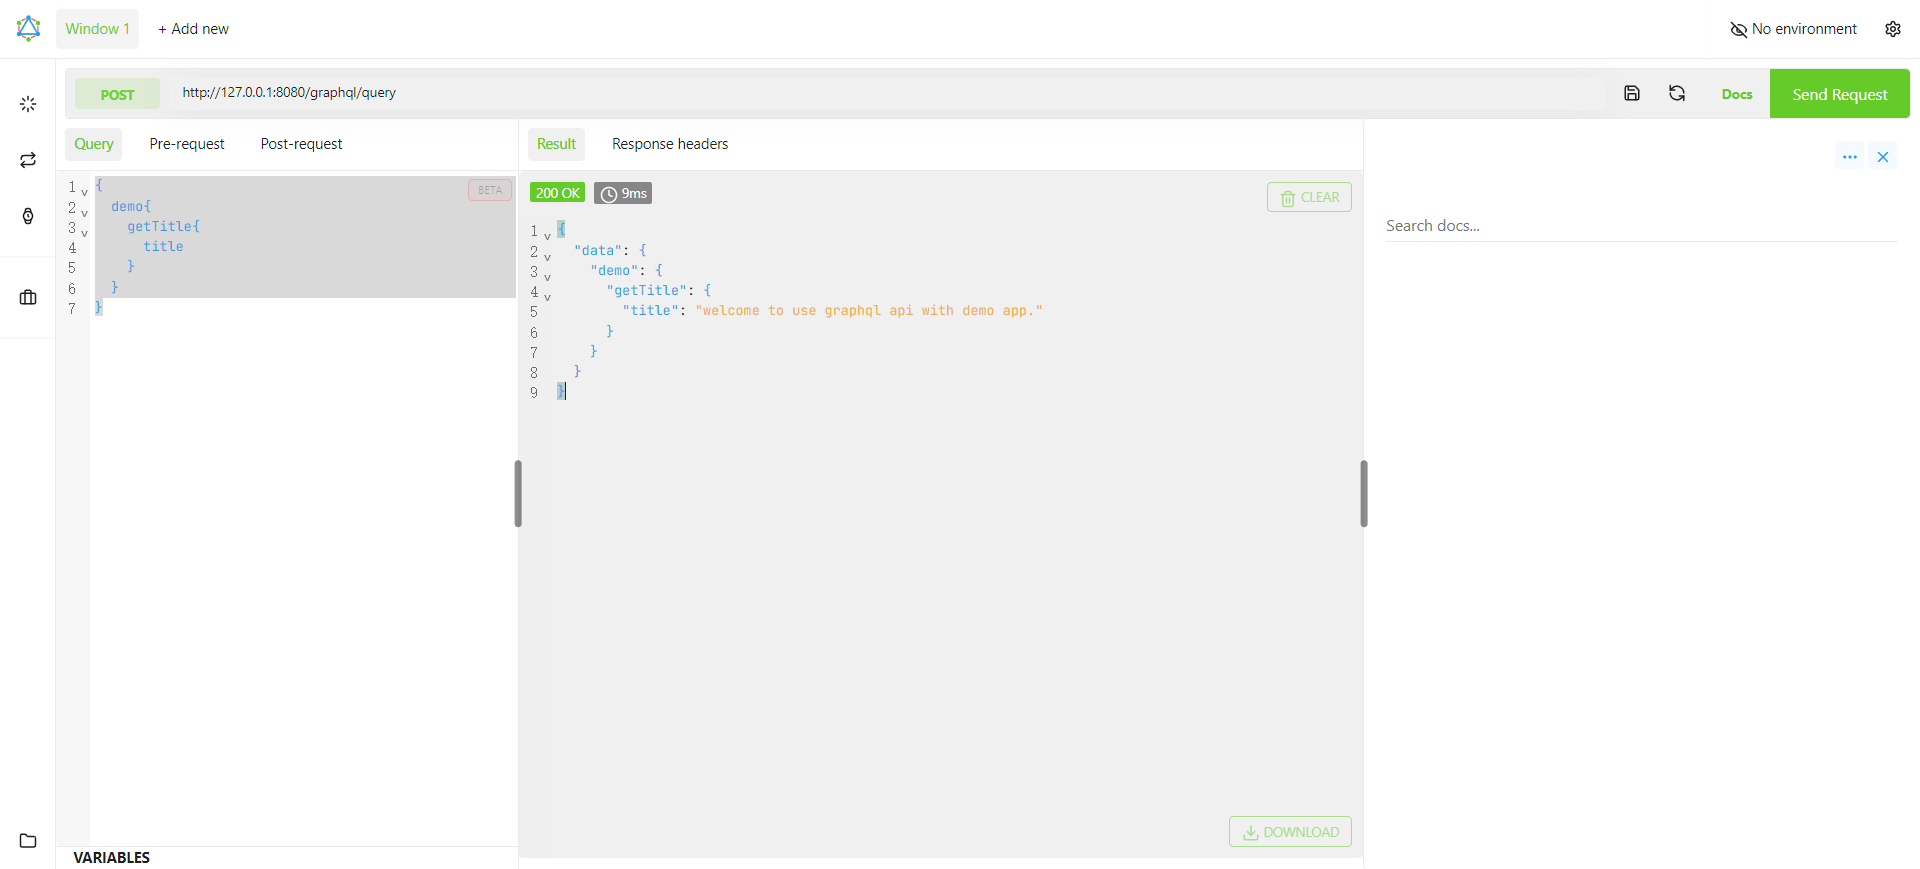 Window 1 + Add new No environment
POST http://127.0.0.1:8080/graphql/query Docs Send Request
Query Pre-request Post-request
BETA
1 {
2   demo{
3     getTitle{
4       title
5     }
6   }
7 }
VARIABLES
Result Response headers
200 OK 9ms CLEAR
1 {
2   "data": {
3     "demo": {
4       "getTitle": {
5         "title": "welcome to use graphql api with demo app."
6       }
7     }
8   }
9 }
DOWNLOAD
Search docs...